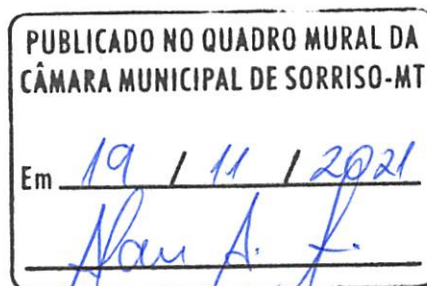 PUBLICADO NO QUADRO MURAL DA
CÂMARA MUNICIPAL DE SORRISO-MT
Em 19 / 11 / 2021